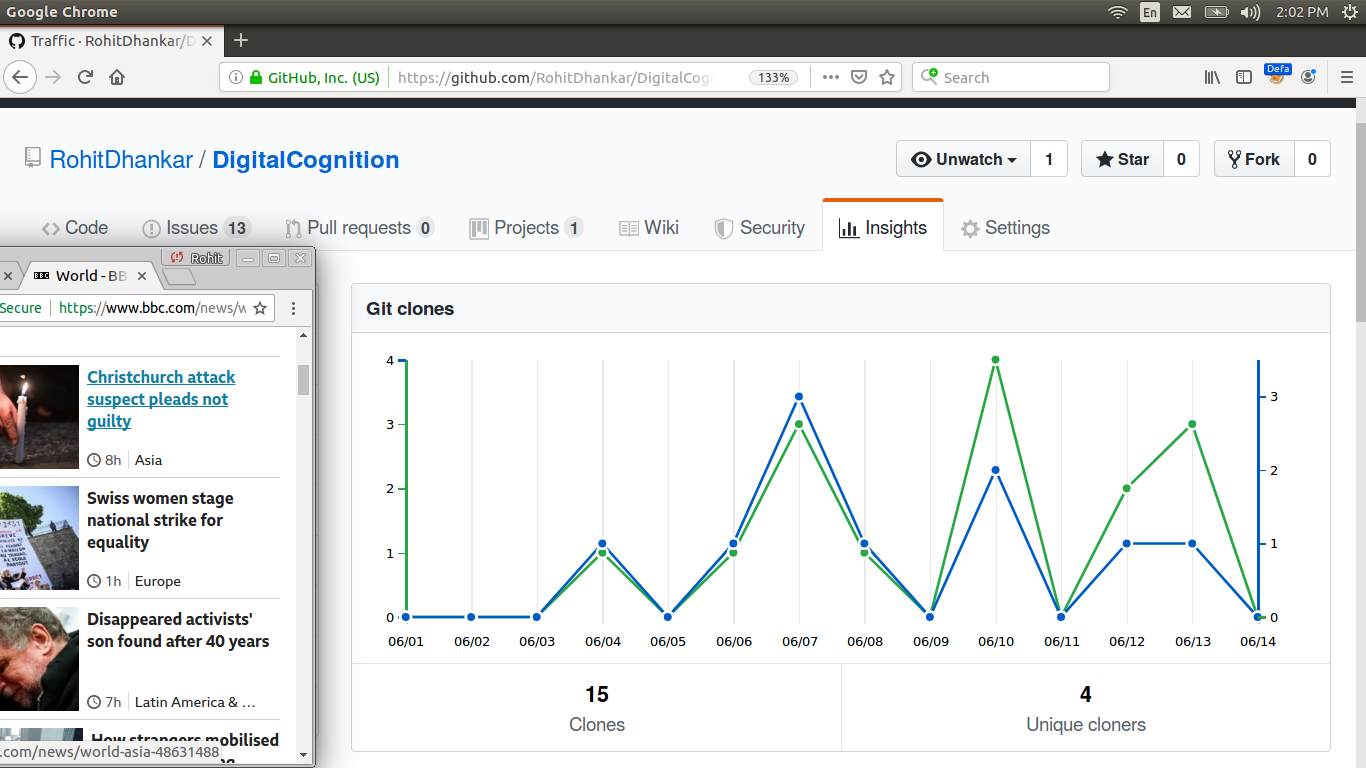 Google Chrome
En
2:02 PM
Traffic · RohitDhankar/D
GitHub, Inc. (US)
https://github.com/RohitDhankar/DigitalCogn
133%
Search
Defa
RohitDhankar / DigitalCognition
Unwatch 1
Star 0
Fork 0
Code
Issues 13
Pull requests 0
Projects 1
Wiki
Security
Insights
Settings
Rohit
BBC
World - BB
Secure
https://www.bbc.com/news/w
Christchurch attack
suspect pleads not
guilty
8h
Asia
Swiss women stage
national strike for
equality
1h
Europe
Disappeared activists'
son found after 40 years
7h
Latin America & ...
How strangers mobilised
.com/news/world-asia-48631488
Git clones
4
3
2
1
0
3
2
1
0
06/01 06/02 06/03 06/04 06/05 06/06 06/07 06/08 06/09 06/10 06/11 06/12 06/13 06/14
15
Clones
4
Unique cloners